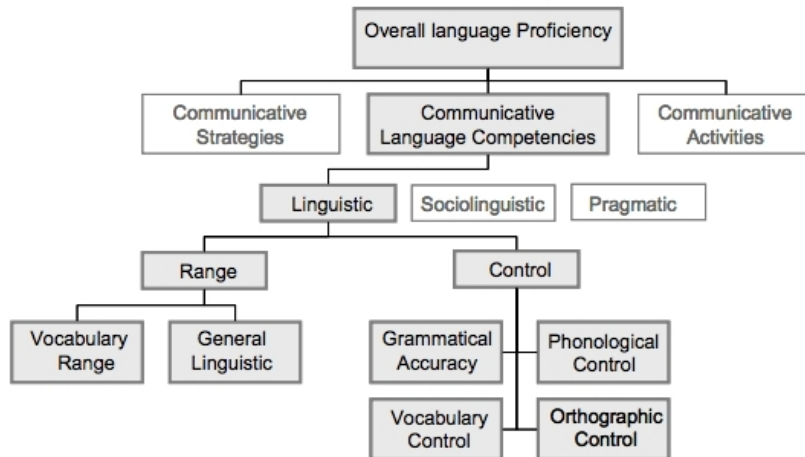 Overall language Proficiency
Communicative
Strategies
Communicative
Language Competencies
Communicative
Activities
Linguistic
Sociolinguistic
Pragmatic
Range
Control
Vocabulary
Range
General
Linguistic
Grammatical
Accuracy
Phonological
Control
Vocabulary
Control
Orthographic
Control